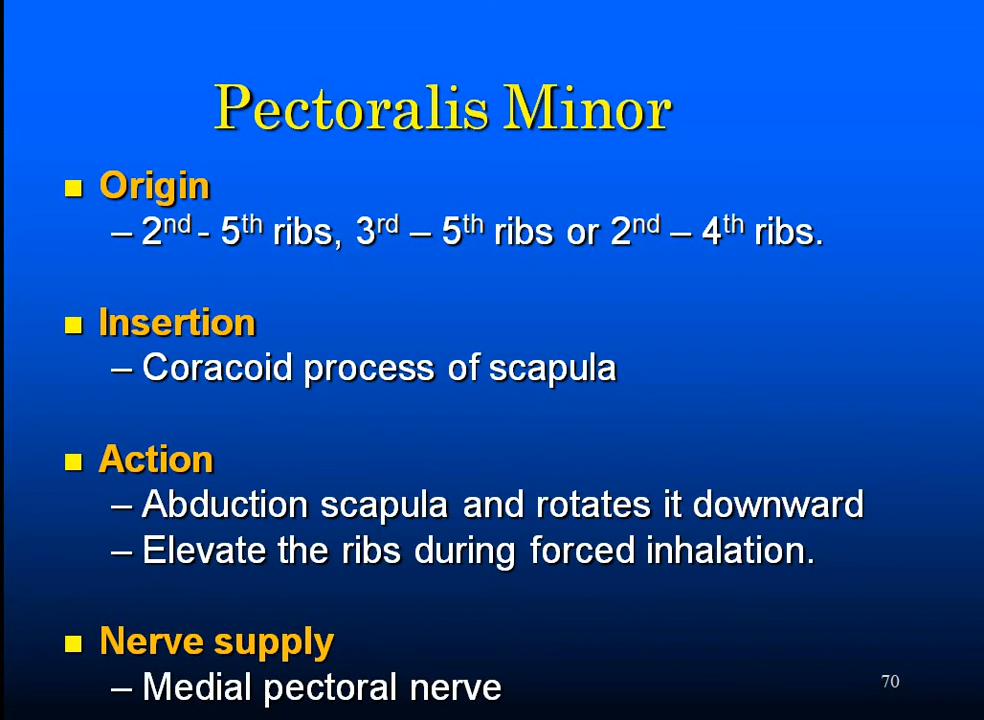 Pectoralis Minor
Origin
– 2nd - 5th ribs, 3rd – 5th ribs or 2nd – 4th ribs.
Insertion
– Coracoid process of scapula
Action
– Abduction scapula and rotates it downward
– Elevate the ribs during forced inhalation.
Nerve supply
– Medial pectoral nerve
70